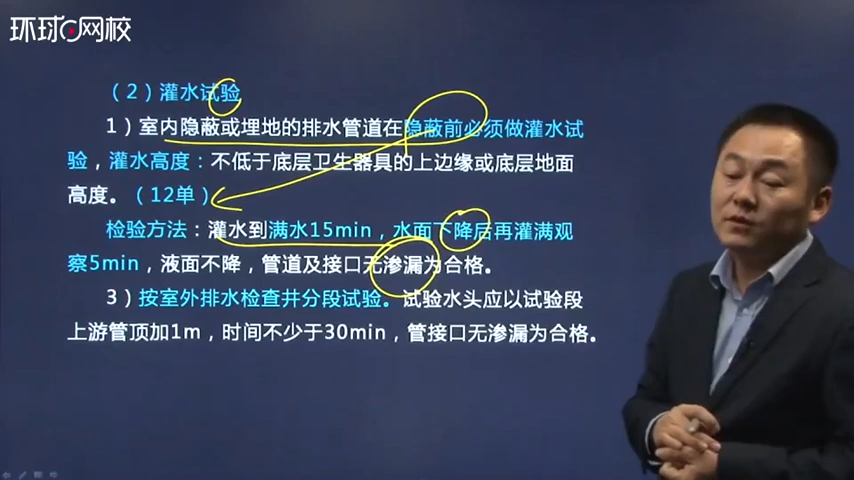 环球网校
（2）灌水试验
1）室内隐蔽或埋地的排水管道在隐蔽前必须做灌水试
验，灌水高度：不低于底层卫生器具的上边缘或底层地面
高度。（12单）
检验方法：灌水到满水15min，水面下降后再灌满观
察5min，液面不降，管道及接口无渗漏为合格。
3）按室外排水检查井分段试验。试验水头应以试验段
上游管顶加1m，时间不少于30min，管接口无渗漏为合格。